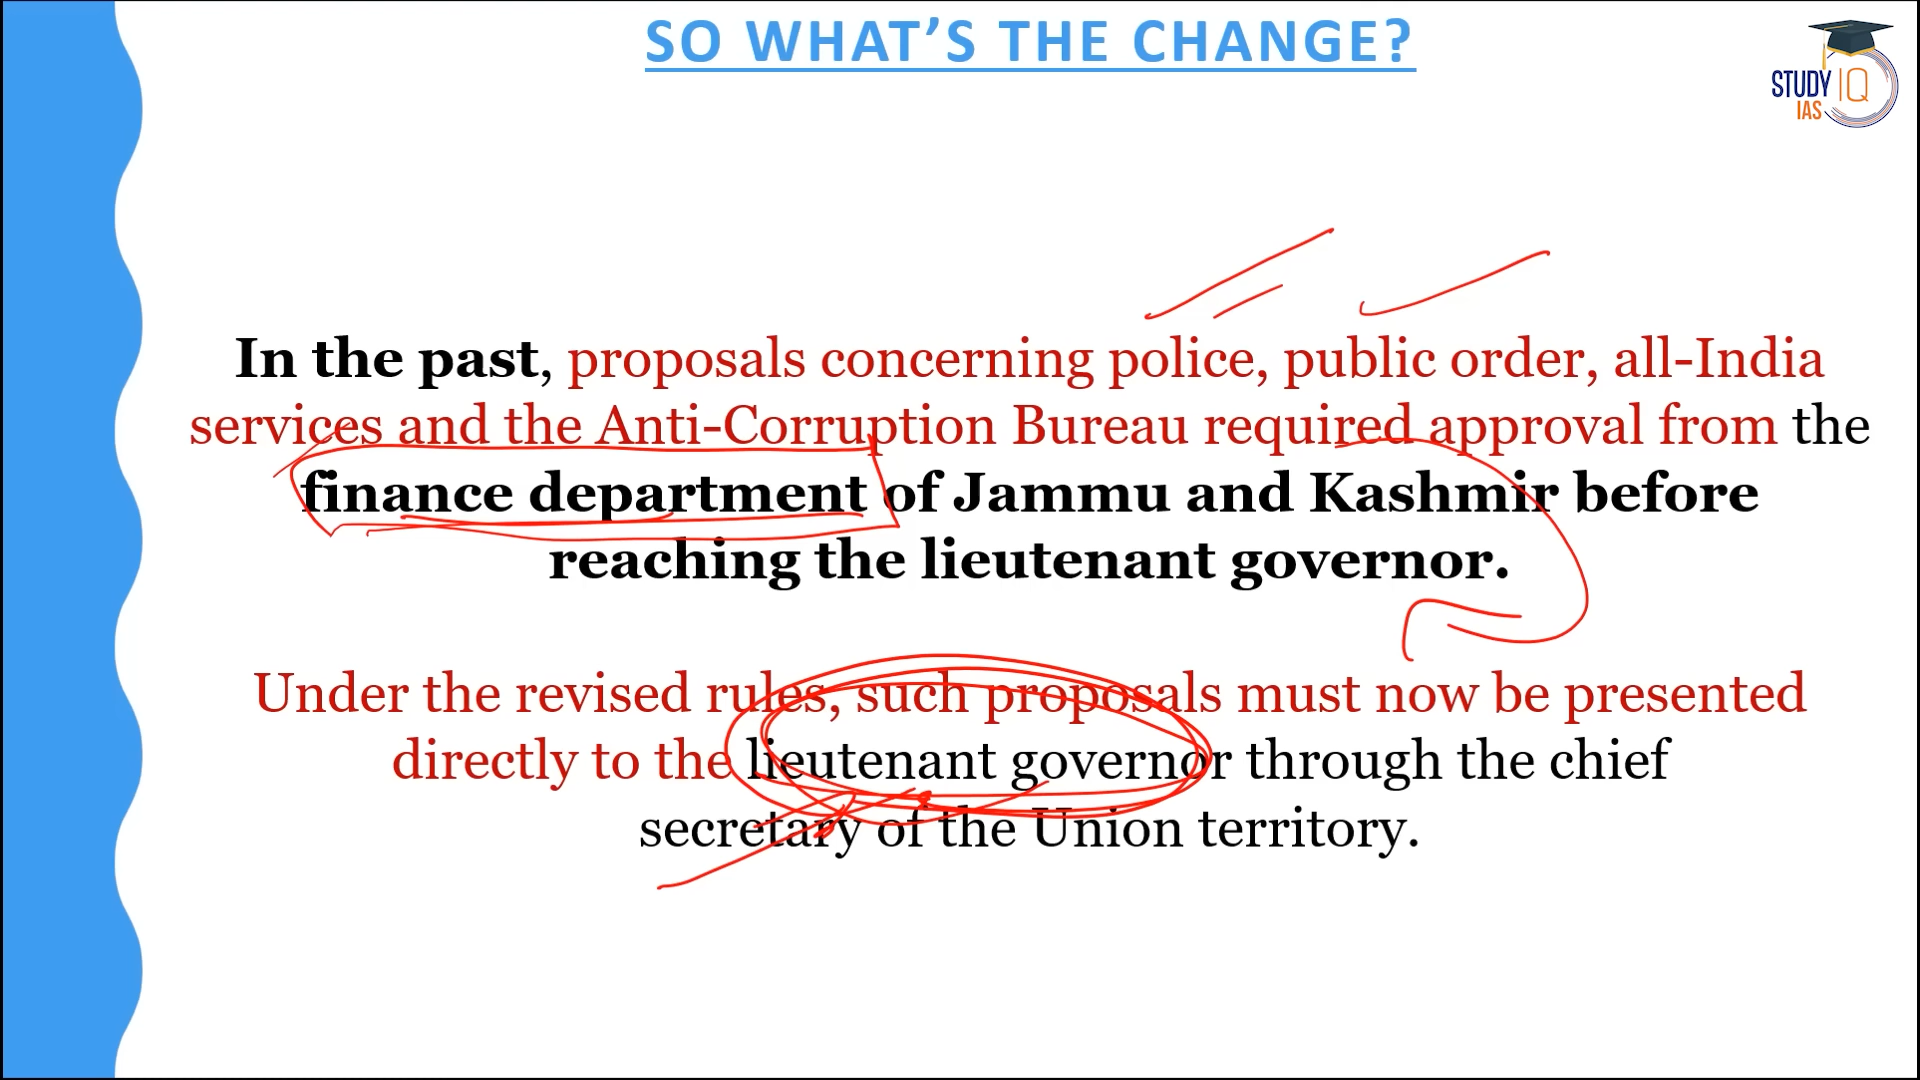 SO WHAT’S THE CHANGE?
STUDY IQ
IAS
In the past, proposals concerning police, public order, all-India
services and the Anti-Corruption Bureau required approval from the
finance department of Jammu and Kashmir before
reaching the lieutenant governor.
Under the revised rules, such proposals must now be presented
directly to the lieutenant governor through the chief
secretary of the Union territory.